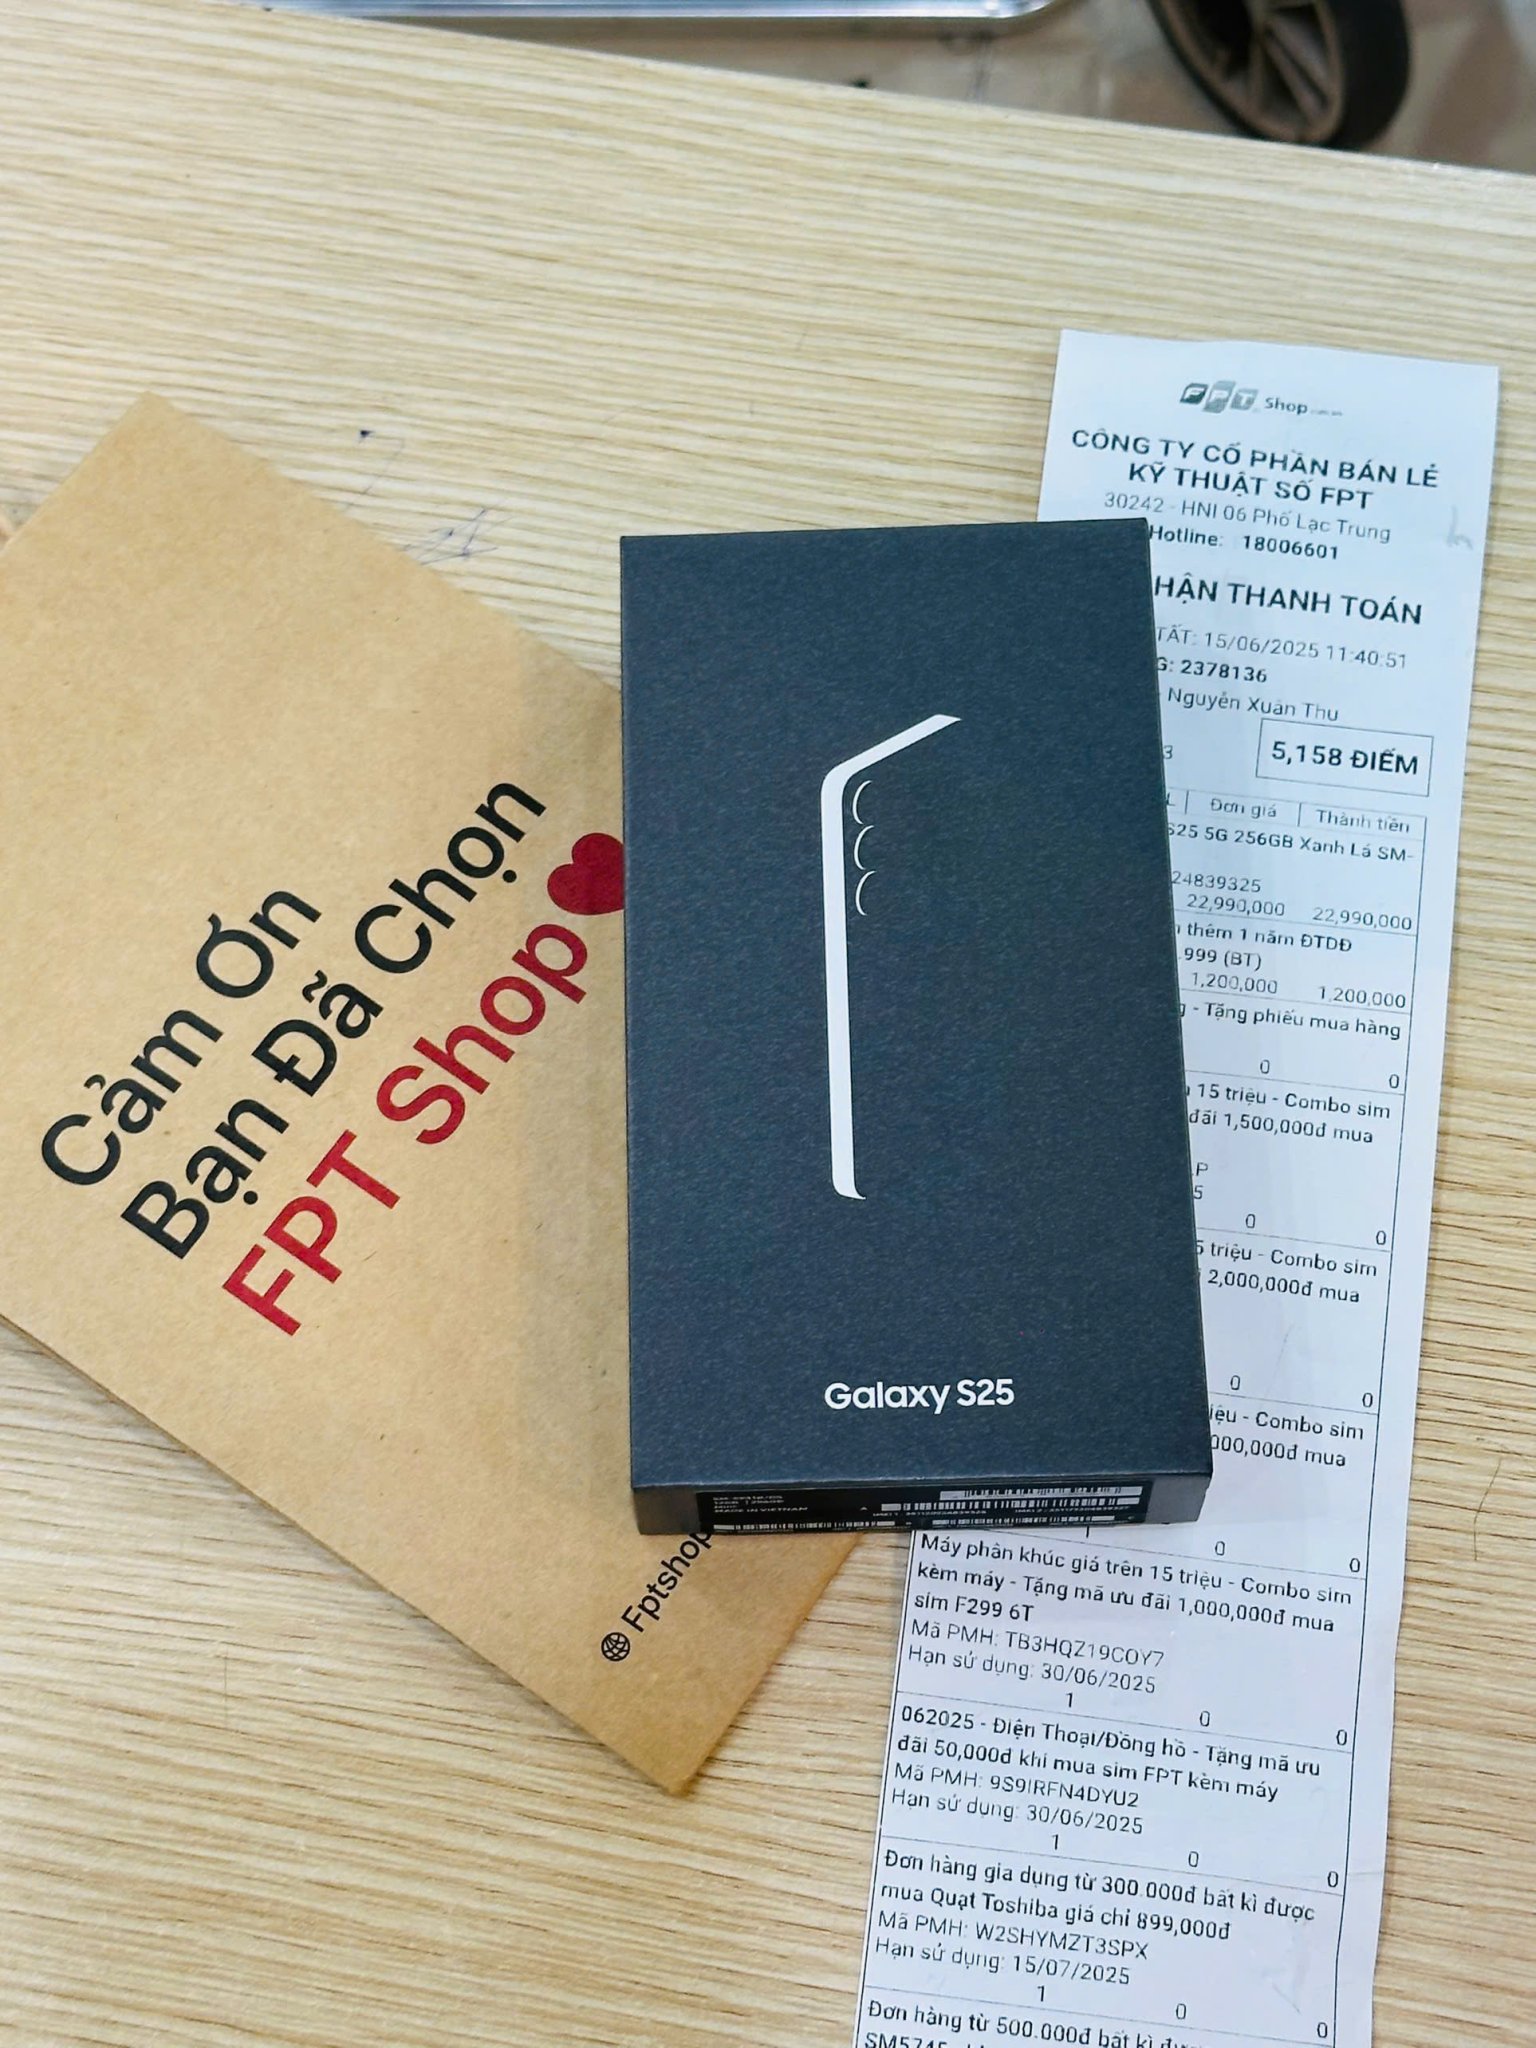 Cảm Ơn
Bạn Đã Chọn
FPT Shop
Fptshop
Galaxy S25
MADE IN VIETNAM
FPT Shop
CÔNG TY CỔ PHẦN BÁN LẺ
KỸ THUẬT SỐ FPT
30242 - HNI 06 Phố Lạc Trung
Hotline: 18006601
HẬN THANH TOÁN
TẤT: 15/06/2025 11:40:51
G: 2378136
Nguyễn Xuân Thu
3
5,158 ĐIỂM
Đơn giá Thành tiền
S25 5G 256GB Xanh Lá SM-
24839325
22,990,000 22,990,000
thêm 1 năm ĐTDĐ
.999 (BT)
1,200,000 1,200,000
g - Tặng phiếu mua hàng
0 0
15 triệu - Combo sim
đãi 1,500,000đ mua
P
5
0 0
5 triệu - Combo sim
2,000,000đ mua
0 0
iệu - Combo sim
000,000đ mua
0 0
Máy phân khúc giá trên 15 triệu - Combo sim
kèm máy - Tặng mã ưu đãi 1,000,000đ mua
sim F299 6T
Mã PMH: TB3HQZ19COY7
Hạn sử dụng: 30/06/2025
1 0 0
062025 - Điện Thoại/Đồng hồ - Tặng mã ưu
đãi 50,000đ khi mua sim FPT kèm máy
Mã PMH: 9S9IRFN4DYU2
Hạn sử dụng: 30/06/2025
1 0 0
Đơn hàng gia dụng từ 300.000đ bất kì được
mua Quạt Toshiba giá chỉ 899,000đ
Mã PMH: W2SHYMZT3SPX
Hạn sử dụng: 15/07/2025
1 0 0
Đơn hàng từ 500.000đ bất kì
SM5745